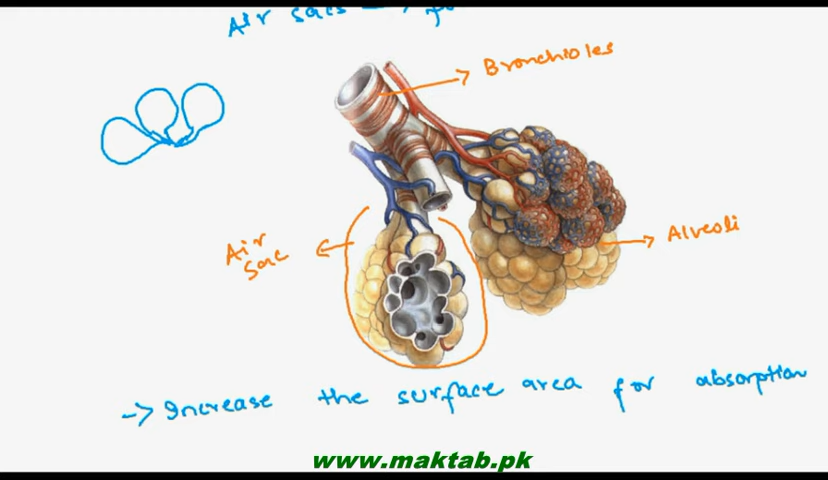 Air sacs →
Bronchioles
Air
sac
Alveoli
-> Increase the surface area for absorption
www.maktab.pk